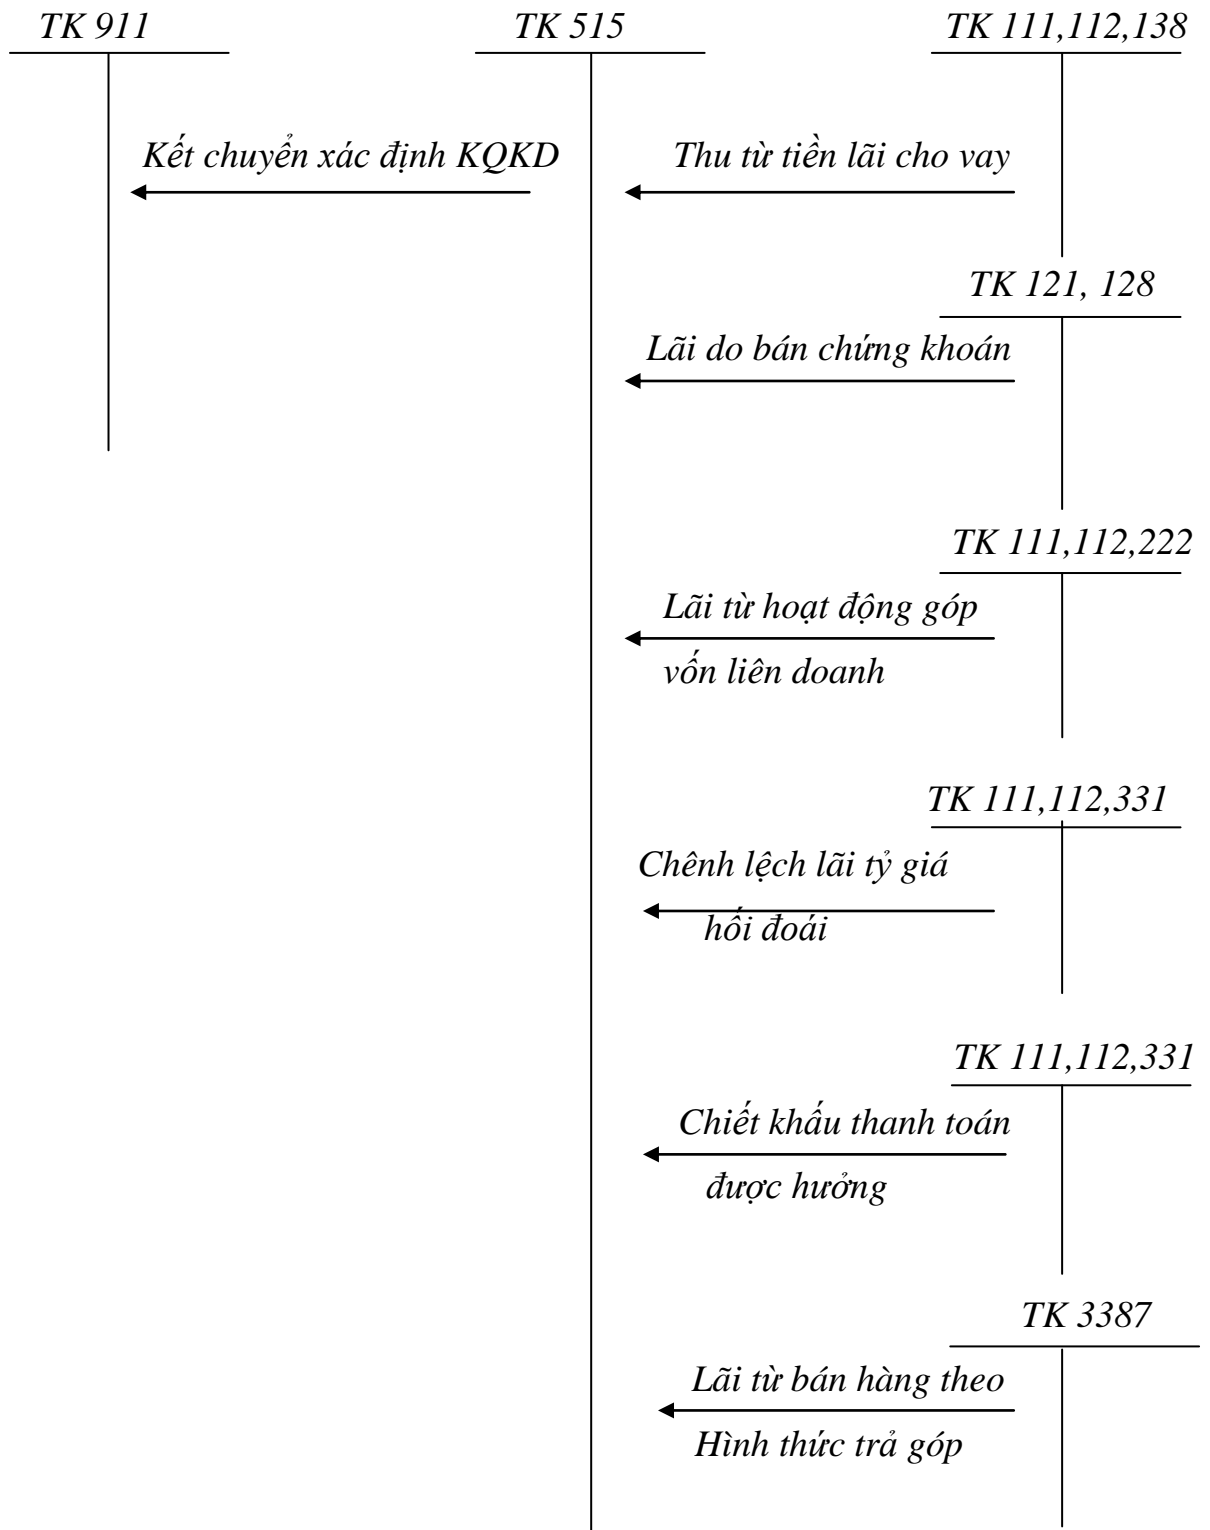 TK 911
TK 515
TK 111,112,138
Kết chuyển xác định KQKD
Thu từ tiền lãi cho vay
TK 121, 128
Lãi do bán chứng khoán
TK 111,112,222
Lãi từ hoạt động góp
vốn liên doanh
TK 111,112,331
Chênh lệch lãi tỷ giá
hối đoái
TK 111,112,331
Chiết khấu thanh toán
được hưởng
TK 3387
Lãi từ bán hàng theo
Hình thức trả góp